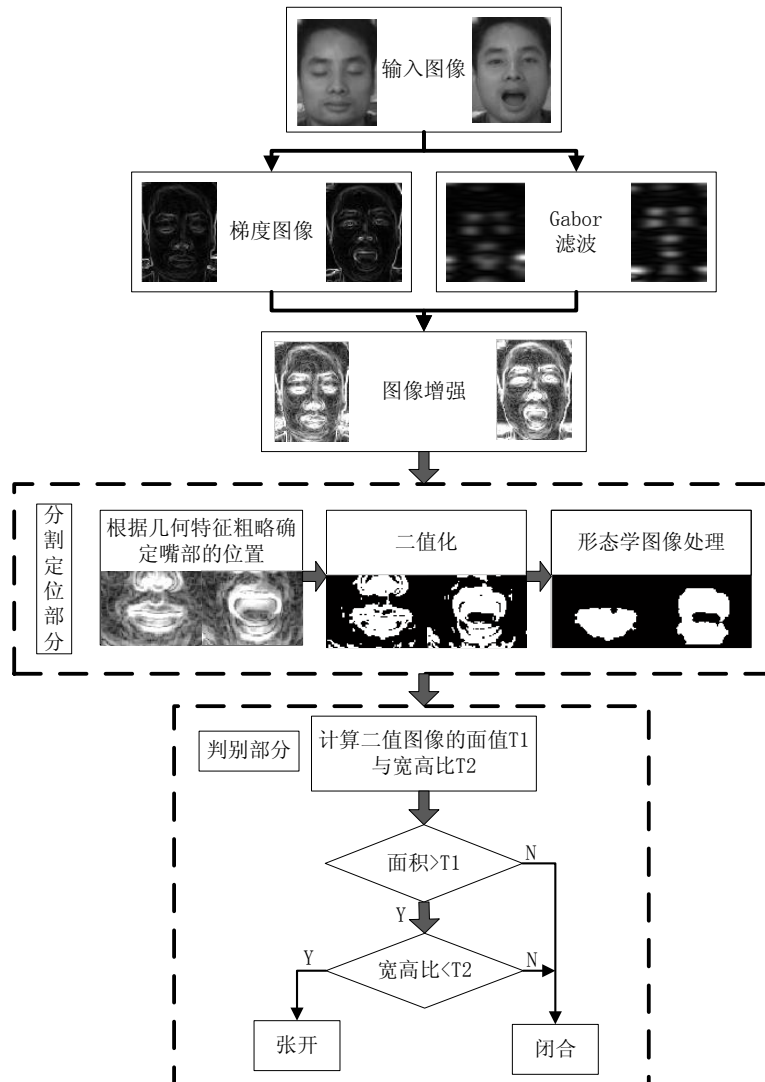 输入图像
梯度图像
Gabor
滤波
图像增强
分割定位部分
根据几何特征粗略确
定嘴部的位置
二值化
形态学图像处理
判别部分
计算二值图像的面值T1
与宽高比T2
面积>T1
N
Y
宽高比<T2
Y
N
张开
闭合